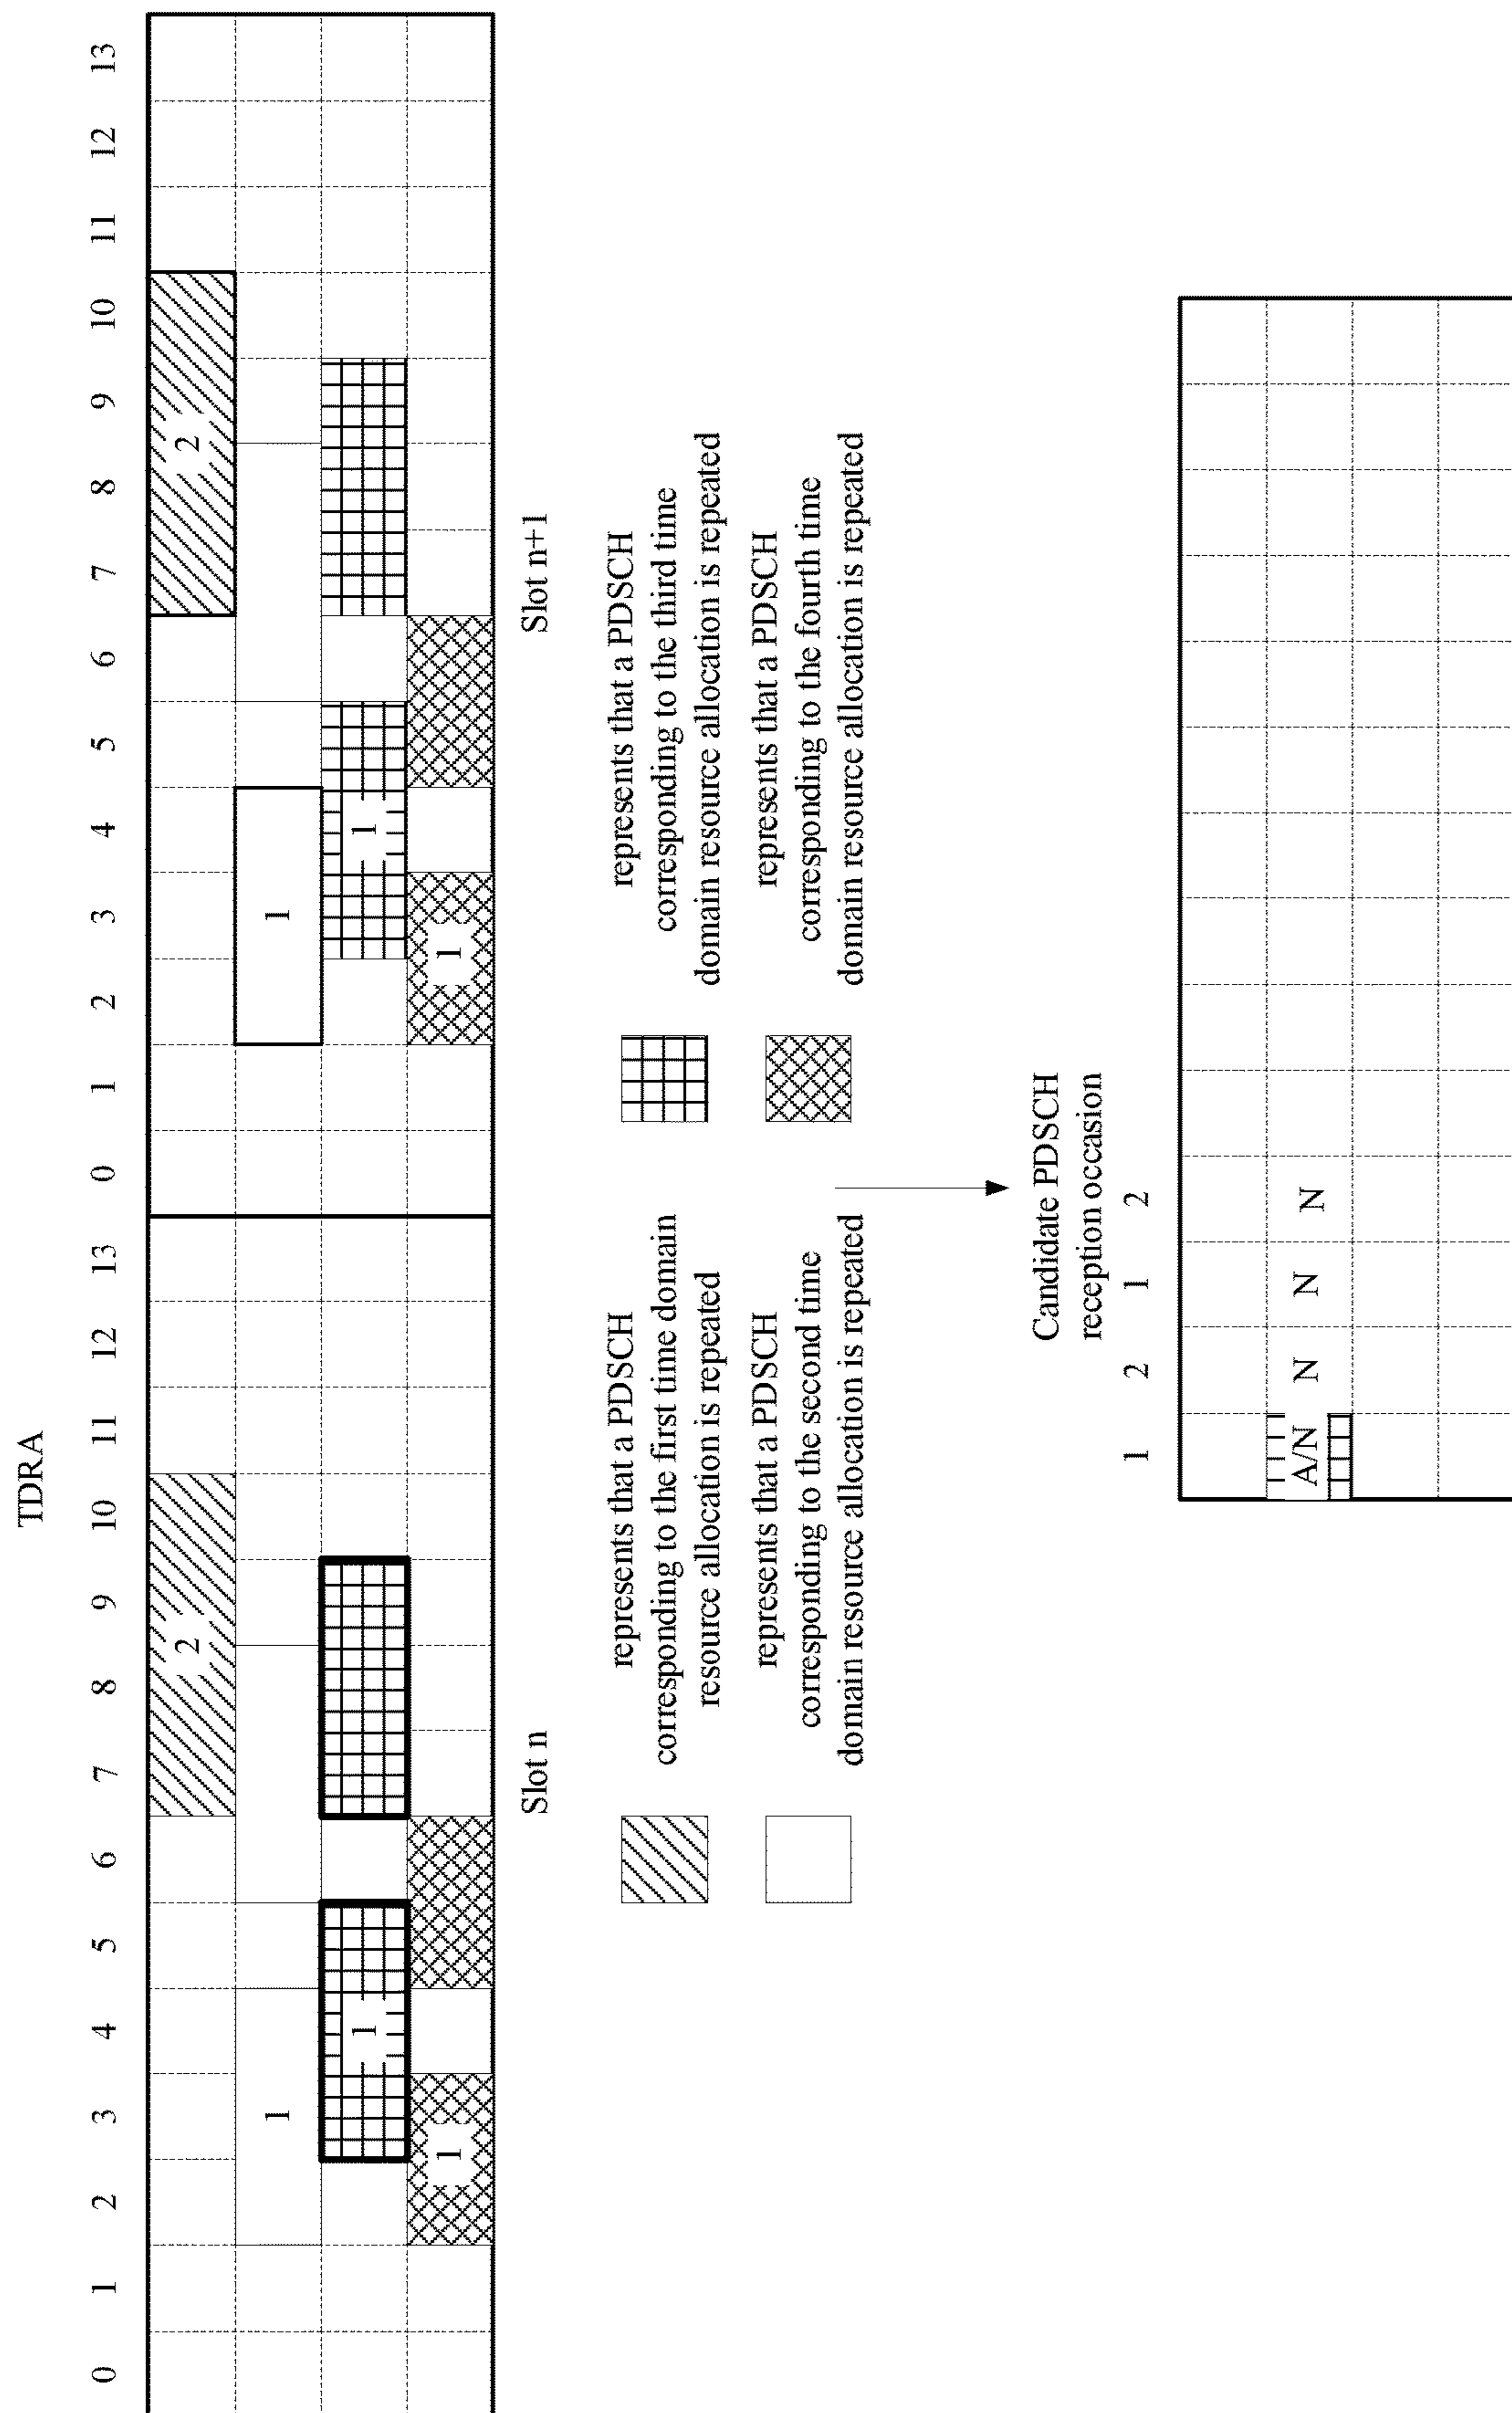 TDRA
0 1 2 3 4 5 6 7 8 9 10 11 12 13 0 1 2 3 4 5 6 7 8 9 10 11 12 13
2 2
1 1
1 1
1 1
Slot n Slot n+1
represents that a PDSCH
corresponding to the first time domain
resource allocation is repeated
represents that a PDSCH
corresponding to the third time
domain resource allocation is repeated
represents that a PDSCH
corresponding to the second time
domain resource allocation is repeated
represents that a PDSCH
corresponding to the fourth time
domain resource allocation is repeated
Candidate PDSCH
reception occasion
1 2 1 2
A/N N N N